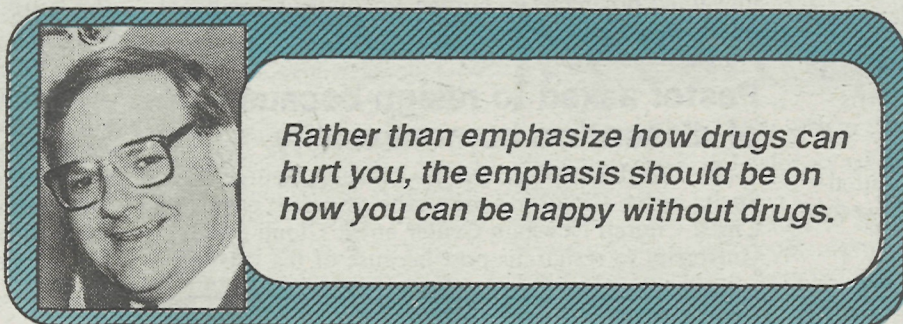 Rather than emphasize how drugs can
hurt you, the emphasis should be on
how you can be happy without drugs.